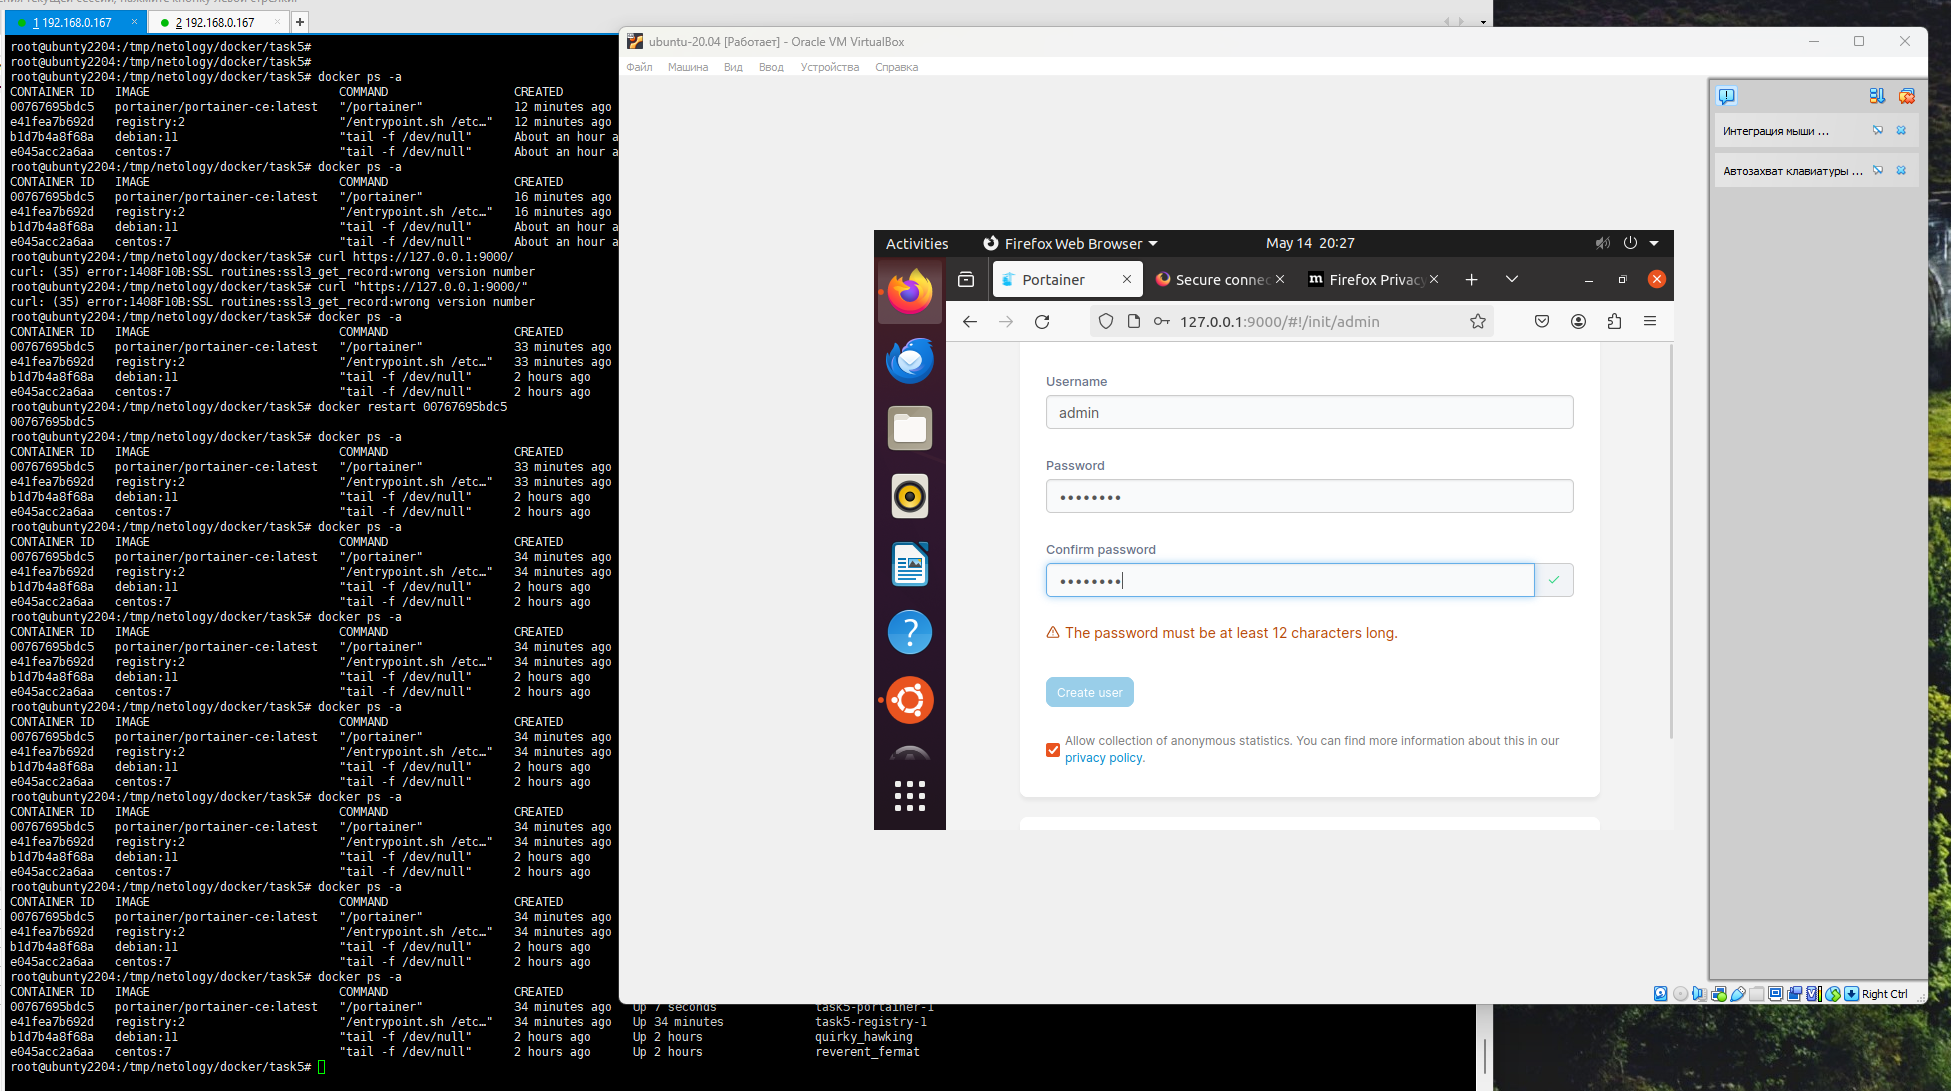 1 192.168.0.167
2 192.168.0.167
root@ubunty2204:/tmp/netology/docker/task5#
root@ubunty2204:/tmp/netology/docker/task5#
root@ubunty2204:/tmp/netology/docker/task5# docker ps -a
CONTAINER ID IMAGE COMMAND CREATED
00767695bdc5 portainer/portainer-ce:latest "/portainer" 12 minutes ago
e41fea7b692d registry:2 "/entrypoint.sh /etc…" 12 minutes ago
b1d7b4a8f68a debian:11 "tail -f /dev/null" About an hour a
e045acc2a6aa centos:7 "tail -f /dev/null" About an hour a
root@ubunty2204:/tmp/netology/docker/task5# docker ps -a
CONTAINER ID IMAGE COMMAND CREATED
00767695bdc5 portainer/portainer-ce:latest "/portainer" 16 minutes ago
e41fea7b692d registry:2 "/entrypoint.sh /etc…" 16 minutes ago
b1d7b4a8f68a debian:11 "tail -f /dev/null" About an hour a
e045acc2a6aa centos:7 "tail -f /dev/null" About an hour a
root@ubunty2204:/tmp/netology/docker/task5# curl https://127.0.0.1:9000/
curl: (35) error:1408F10B:SSL routines:ssl3_get_record:wrong version number
root@ubunty2204:/tmp/netology/docker/task5# curl "https://127.0.0.1:9000/"
curl: (35) error:1408F10B:SSL routines:ssl3_get_record:wrong version number
root@ubunty2204:/tmp/netology/docker/task5# docker ps -a
CONTAINER ID IMAGE COMMAND CREATED
00767695bdc5 portainer/portainer-ce:latest "/portainer" 33 minutes ago
e41fea7b692d registry:2 "/entrypoint.sh /etc…" 33 minutes ago
b1d7b4a8f68a debian:11 "tail -f /dev/null" 2 hours ago
e045acc2a6aa centos:7 "tail -f /dev/null" 2 hours ago
root@ubunty2204:/tmp/netology/docker/task5# docker restart 00767695bdc5
00767695bdc5
root@ubunty2204:/tmp/netology/docker/task5# docker ps -a
CONTAINER ID IMAGE COMMAND CREATED
00767695bdc5 portainer/portainer-ce:latest "/portainer" 33 minutes ago
e41fea7b692d registry:2 "/entrypoint.sh /etc…" 33 minutes ago
b1d7b4a8f68a debian:11 "tail -f /dev/null" 2 hours ago
e045acc2a6aa centos:7 "tail -f /dev/null" 2 hours ago
root@ubunty2204:/tmp/netology/docker/task5# docker ps -a
CONTAINER ID IMAGE COMMAND CREATED
00767695bdc5 portainer/portainer-ce:latest "/portainer" 34 minutes ago
e41fea7b692d registry:2 "/entrypoint.sh /etc…" 34 minutes ago
b1d7b4a8f68a debian:11 "tail -f /dev/null" 2 hours ago
e045acc2a6aa centos:7 "tail -f /dev/null" 2 hours ago
root@ubunty2204:/tmp/netology/docker/task5# docker ps -a
CONTAINER ID IMAGE COMMAND CREATED
00767695bdc5 portainer/portainer-ce:latest "/portainer" 34 minutes ago
e41fea7b692d registry:2 "/entrypoint.sh /etc…" 34 minutes ago
b1d7b4a8f68a debian:11 "tail -f /dev/null" 2 hours ago
e045acc2a6aa centos:7 "tail -f /dev/null" 2 hours ago
root@ubunty2204:/tmp/netology/docker/task5# docker ps -a
CONTAINER ID IMAGE COMMAND CREATED
00767695bdc5 portainer/portainer-ce:latest "/portainer" 34 minutes ago
e41fea7b692d registry:2 "/entrypoint.sh /etc…" 34 minutes ago
b1d7b4a8f68a debian:11 "tail -f /dev/null" 2 hours ago
e045acc2a6aa centos:7 "tail -f /dev/null" 2 hours ago
root@ubunty2204:/tmp/netology/docker/task5# docker ps -a
CONTAINER ID IMAGE COMMAND CREATED
00767695bdc5 portainer/portainer-ce:latest "/portainer" 34 minutes ago
e41fea7b692d registry:2 "/entrypoint.sh /etc…" 34 minutes ago
b1d7b4a8f68a debian:11 "tail -f /dev/null" 2 hours ago
e045acc2a6aa centos:7 "tail -f /dev/null" 2 hours ago
root@ubunty2204:/tmp/netology/docker/task5# docker ps -a
CONTAINER ID IMAGE COMMAND CREATED
00767695bdc5 portainer/portainer-ce:latest "/portainer" 34 minutes ago
e41fea7b692d registry:2 "/entrypoint.sh /etc…" 34 minutes ago
b1d7b4a8f68a debian:11 "tail -f /dev/null" 2 hours ago
e045acc2a6aa centos:7 "tail -f /dev/null" 2 hours ago
root@ubunty2204:/tmp/netology/docker/task5# docker ps -a
CONTAINER ID IMAGE COMMAND CREATED
00767695bdc5 portainer/portainer-ce:latest "/portainer" 34 minutes ago Up 7 seconds task5-portainer-1
e41fea7b692d registry:2 "/entrypoint.sh /etc…" 34 minutes ago Up 34 minutes task5-registry-1
b1d7b4a8f68a debian:11 "tail -f /dev/null" 2 hours ago Up 2 hours quirky_hawking
e045acc2a6aa centos:7 "tail -f /dev/null" 2 hours ago Up 2 hours reverent_fermat
root@ubunty2204:/tmp/netology/docker/task5#
ubuntu-20.04 [Работает] - Oracle VM VirtualBox
Файл Машина Вид Ввод Устройства Справка
Интеграция мыши ...
Автозахват клавиатуры ...
Activities Firefox Web Browser May 14 20:27
Portainer Secure connec Firefox Privacy
127.0.0.1:9000/#!/init/admin
Username
admin
Password
Confirm password
The password must be at least 12 characters long.
Create user
Allow collection of anonymous statistics. You can find more information about this in our
privacy policy.
Right Ctrl